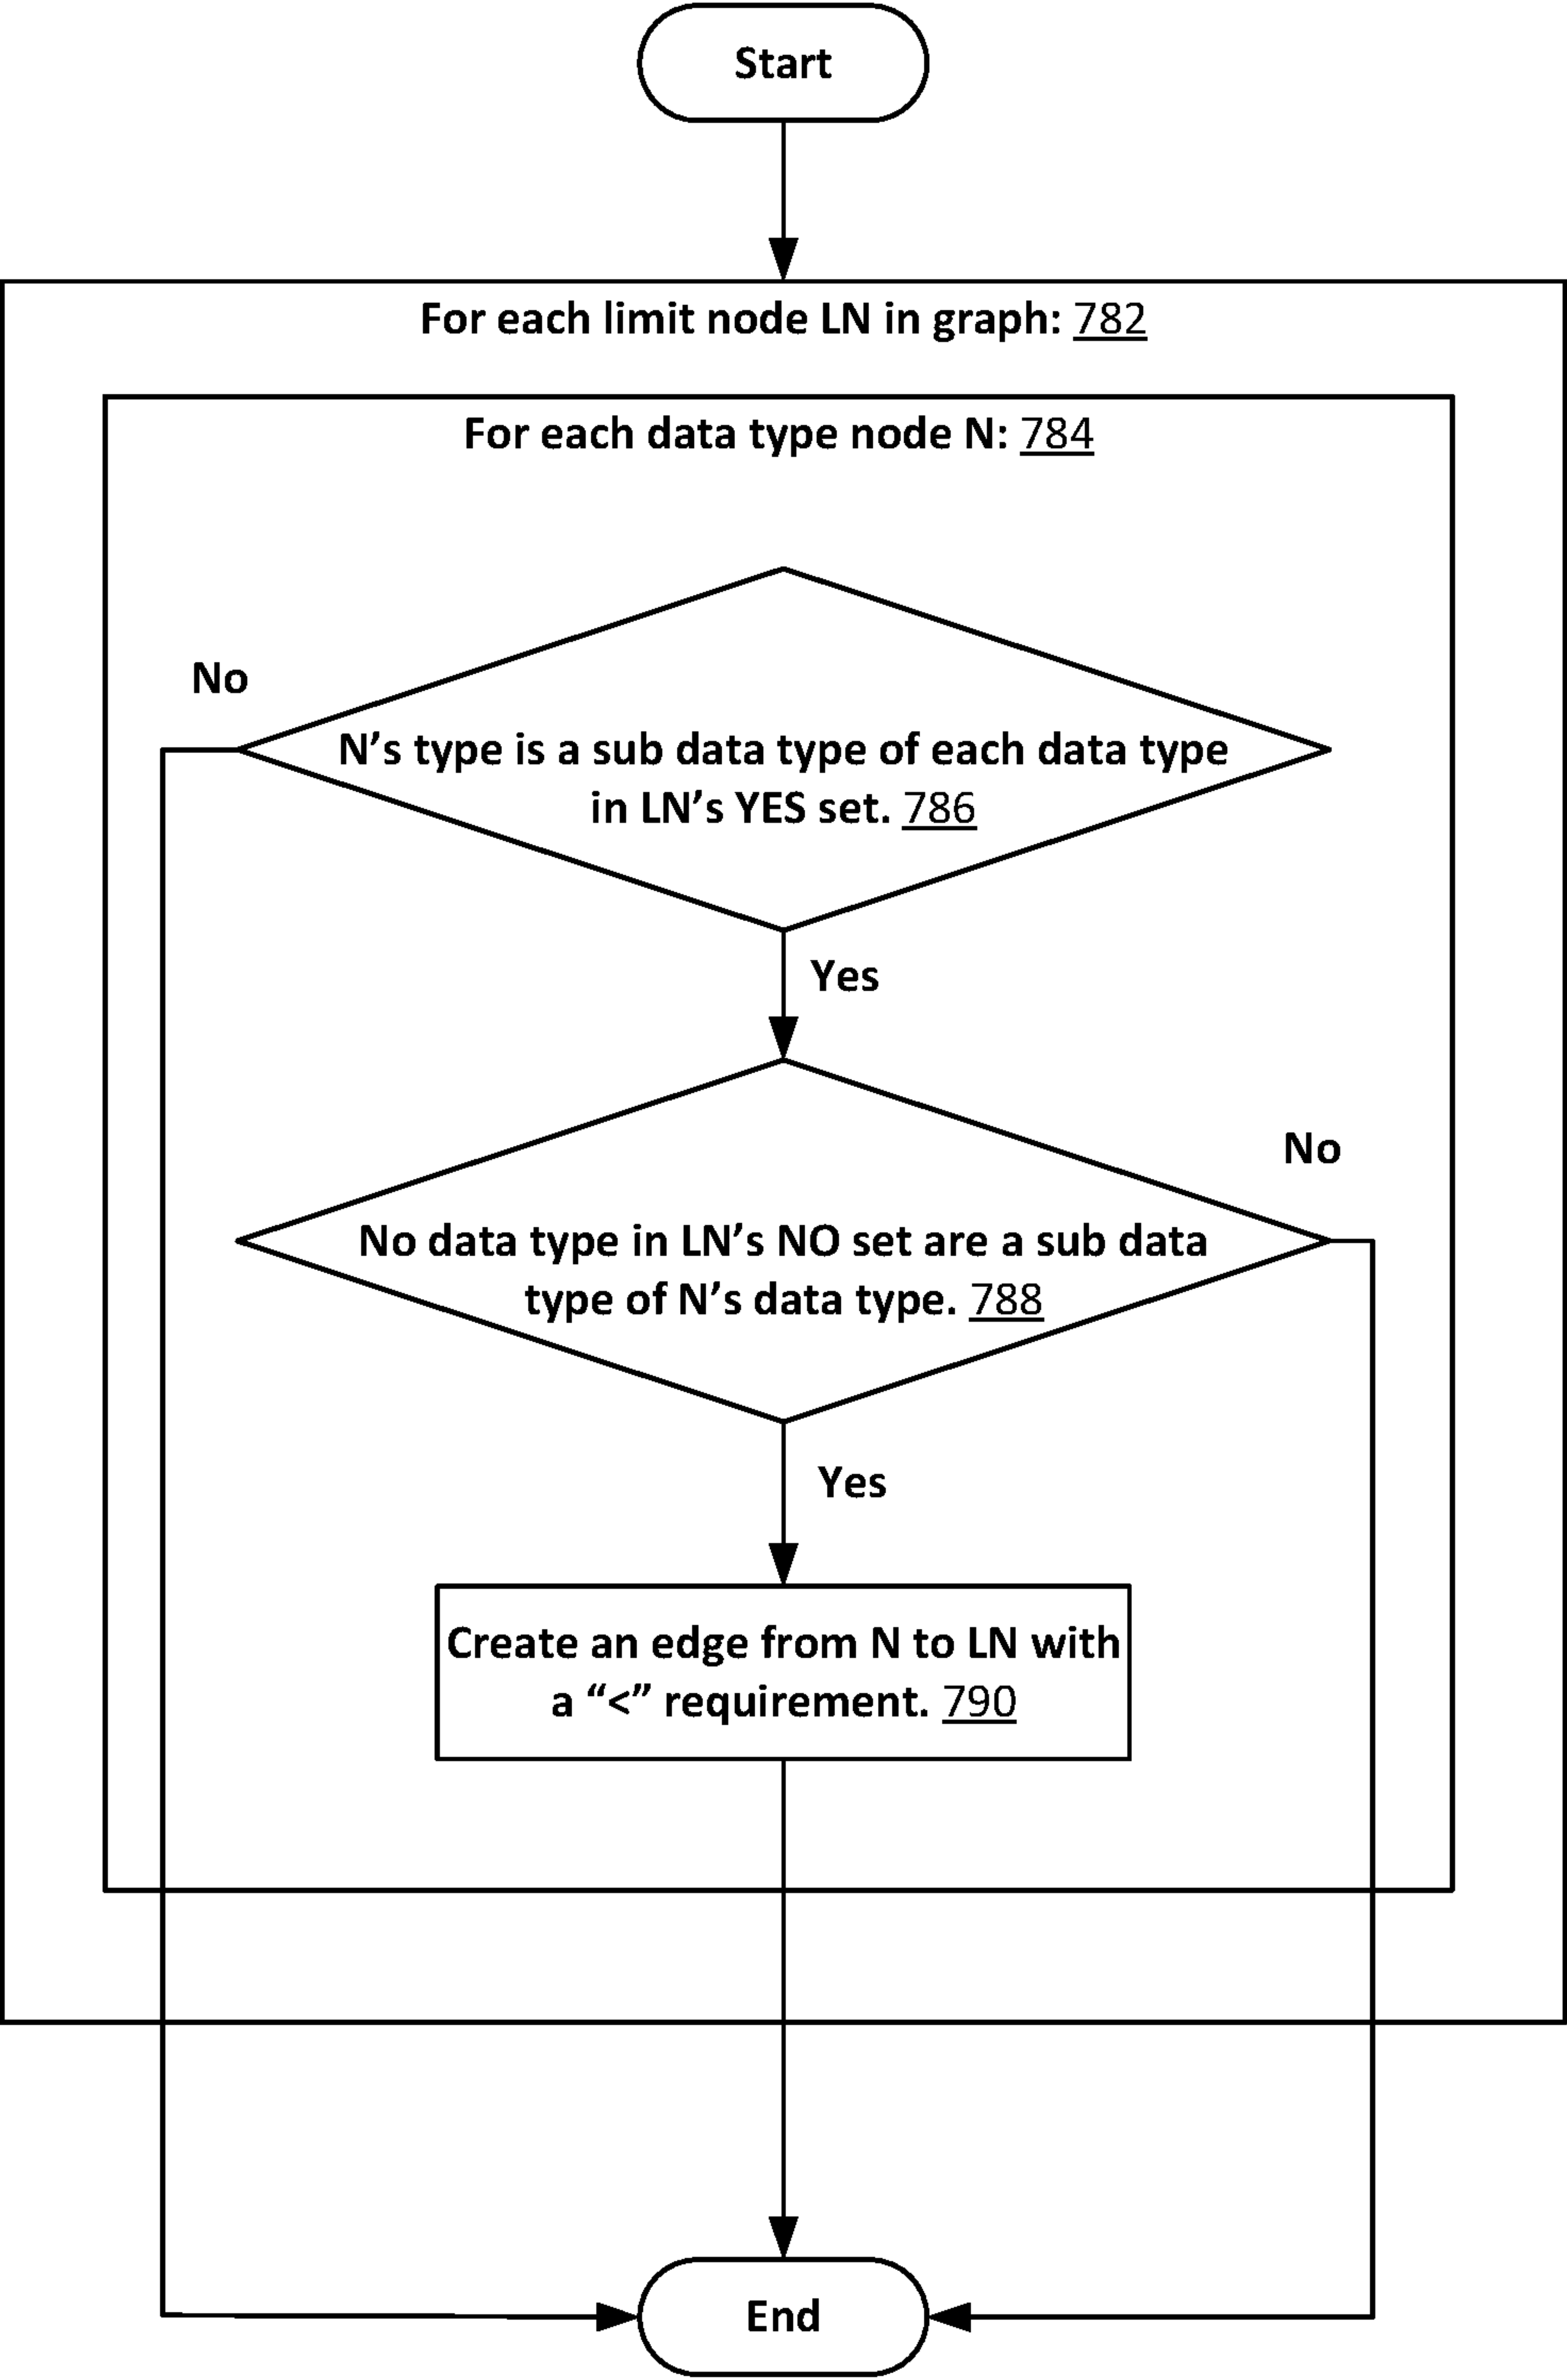 Start
For each limit node LN in graph: 782
For each data type node N: 784
No
N’s type is a sub data type of each data type
in LN’s YES set. 786
Yes
No
No data type in LN’s NO set are a sub data
type of N’s data type. 788
Yes
Create an edge from N to LN with
a “<” requirement. 790
End